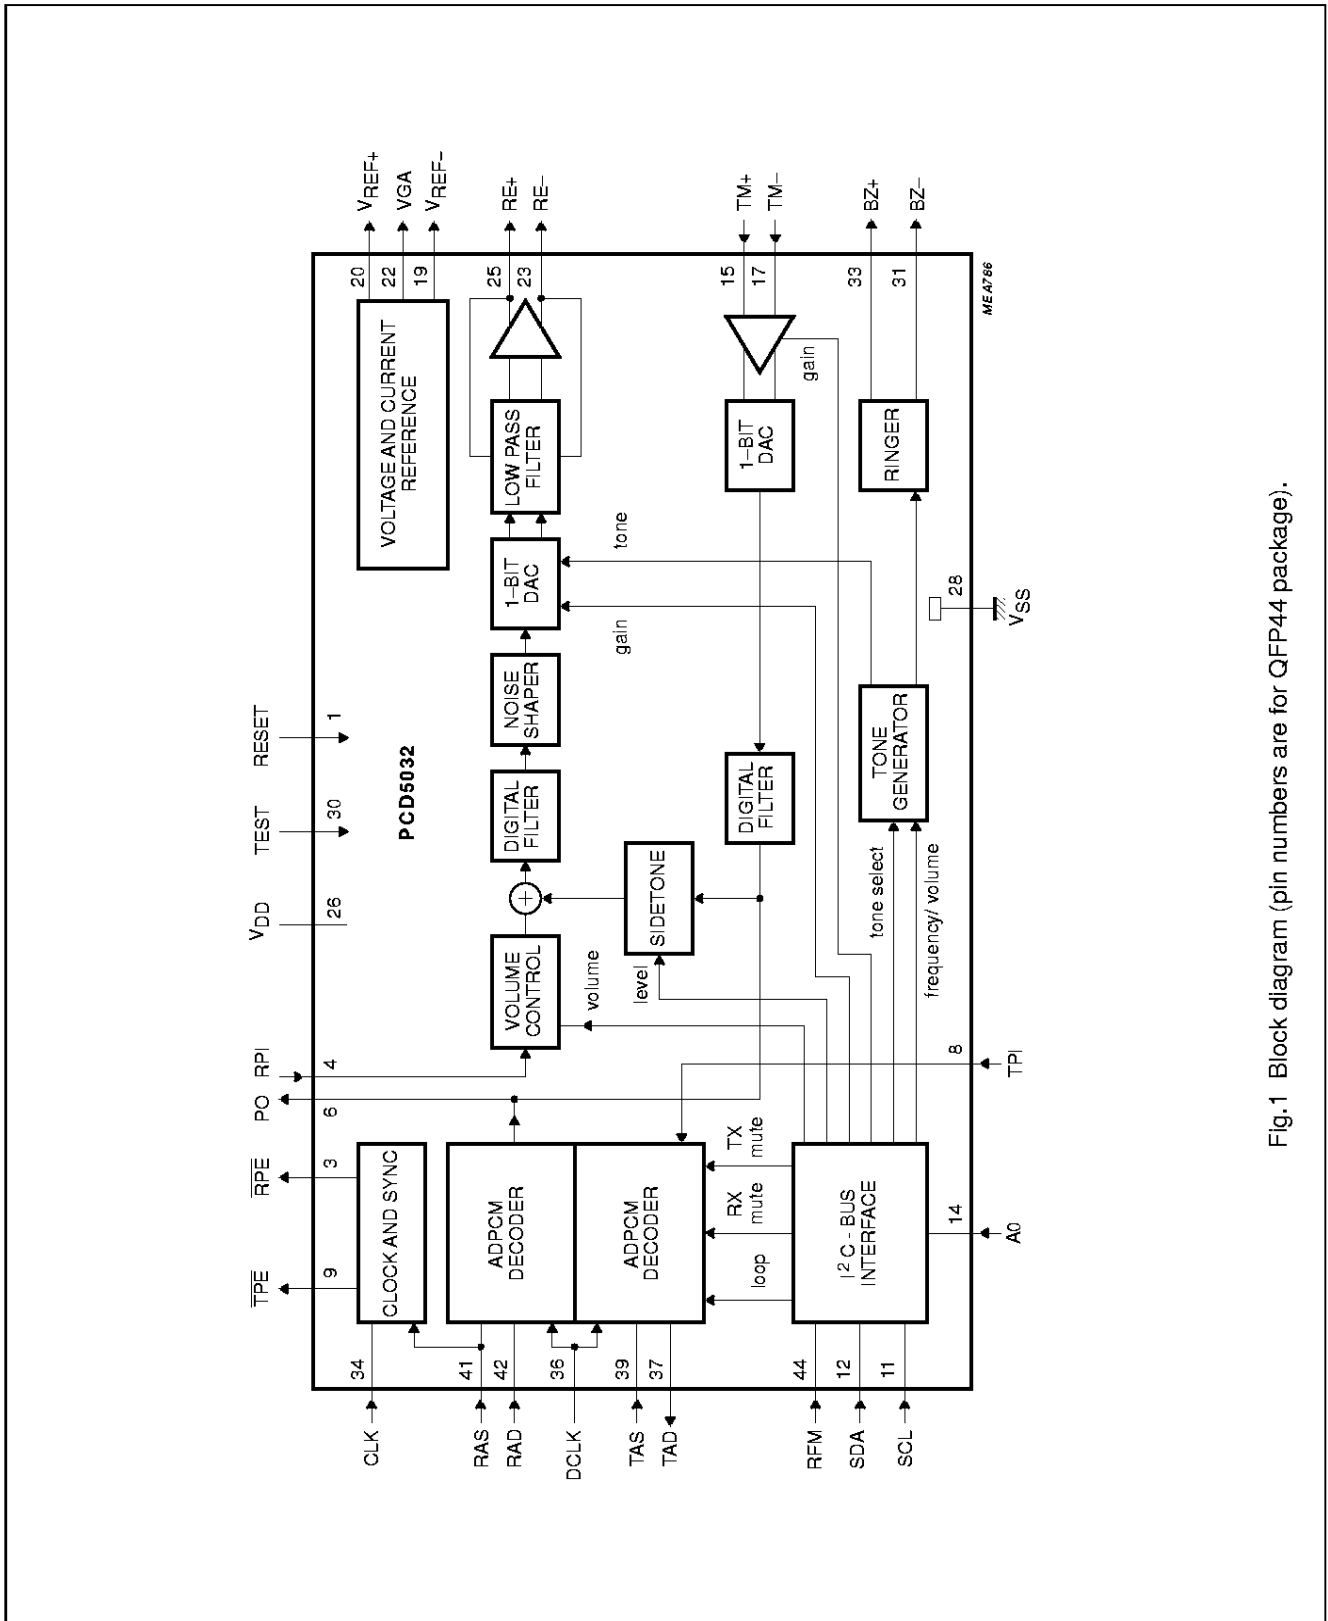 TPE
RPE
PO
RPI
VDD
TEST
RESET
9
3
6
4
26
30
1
PCD5032
CLK
34
CLOCK AND SYNC
VOLTAGE AND CURRENT
REFERENCE
20
VREF+
22
VGA
19
VREF–
RAS
41
RAD
42
ADPCM
DECODER
VOLUME
CONTROL
+
DIGITAL
FILTER
NOISE
SHAPER
1–BIT
DAC
LOW PASS
FILTER
25
RE+
23
RE–
DCLK
36
volume
gain
tone
TAS
39
TAD
37
ADPCM
DECODER
level
SIDETONE
loop
RX
mute
TX
mute
DIGITAL
FILTER
1–BIT
DAC
15
TM+
17
TM–
gain
RFM
44
SDA
12
SCL
11
I2C - BUS
INTERFACE
tone select
frequency/ volume
TONE
GENERATOR
RINGER
33
BZ+
31
BZ–
14
A0
8
TPI
28
VSS
MEA786
Fig.1 Block diagram (pin numbers are for QFP44 package).